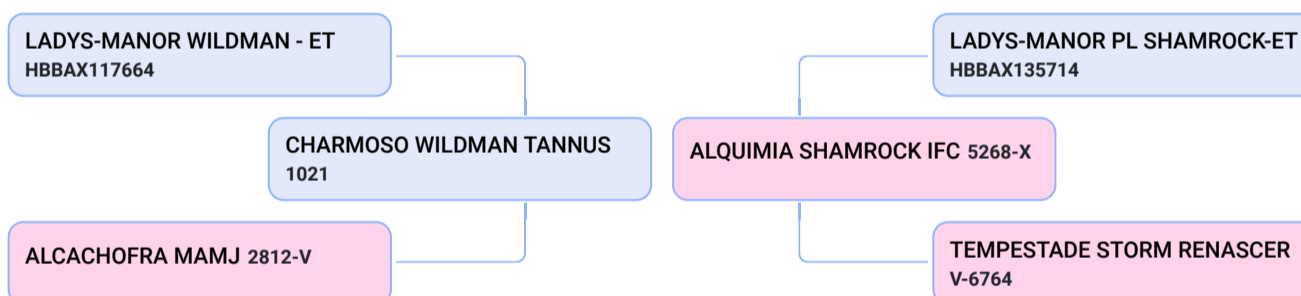 LADYS-MANOR WILDMAN - ET
HBBAX117664
LADYS-MANOR PL SHAMROCK-ET
HBBAX135714
CHARMOSO WILDMAN TANNUS
1021
ALQUIMIA SHAMROCK IFC 5268-X
ALCACHOFRA MAMJ 2812-V
TEMPESTADE STORM RENASCER
V-6764